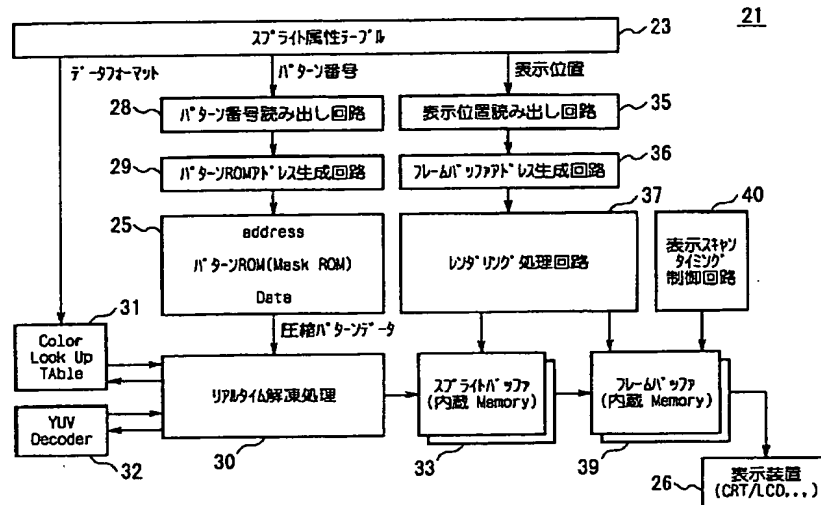 21
スプライト属性テーブル
23
データフォーマット
パターン番号
表示位置
28
パターン番号読み出し回路
表示位置読み出し回路
35
29
パターンROMアドレス生成回路
フレームバッファアドレス生成回路
36
25
address
パターンROM(Mask ROM)
Data
37
レンダリング処理回路
40
表示スキャン
タイミング
制御回路
圧縮パターンデータ
31
Color
Look Up
TAble
リアルタイム解凍処理
30
スプライトバッファ
(内蔵 Memory)
33
フレームバッファ
(内蔵 Memory)
39
YUV
Decoder
32
26
表示装置
(CRT/LCD...)